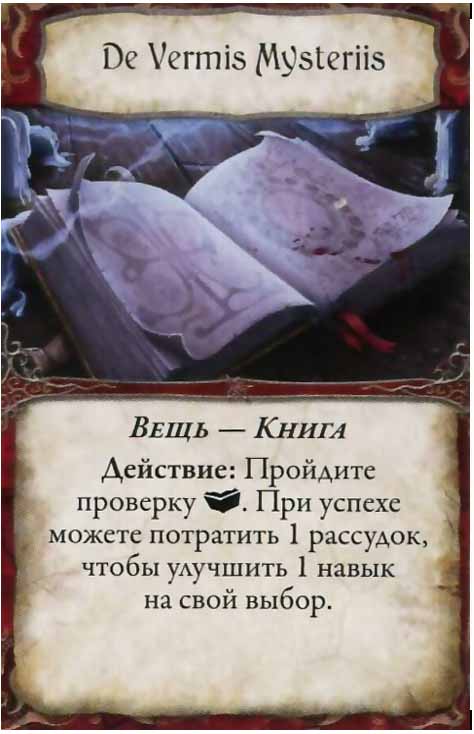 De Vermis Mysteriis
Вещь — Книга
Действие: Пройдите
проверку . При успехе
можете потратить 1 рассудок,
чтобы улучшить 1 навык
на свой выбор.